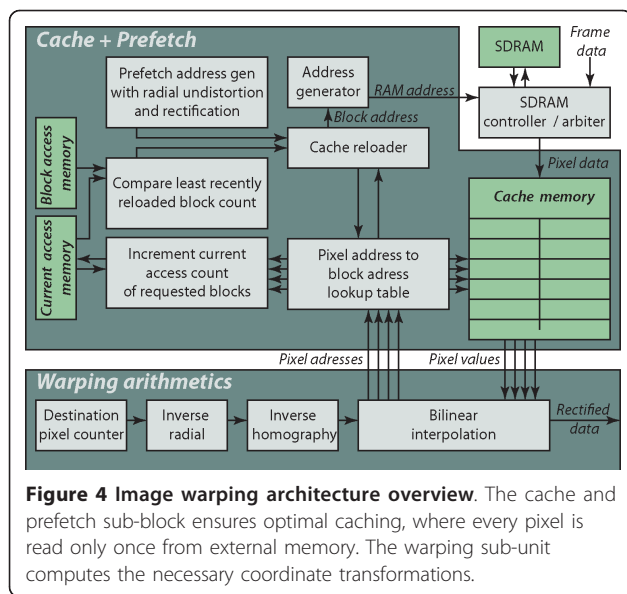 Cache + Prefetch
Prefetch address gen
with radial undistortion
and rectification
Address
generator
RAM address
SDRAM
Frame
data
SDRAM
controller / arbiter
Block address
Cache reloader
Pixel data
Block access
memory
Compare least recently
reloaded block count
Cache memory
Current access
memory
Increment current
access count
of requested blocks
Pixel address to
block adress
lookup table
Pixel adresses
Pixel values
Warping arithmetics
Destination
pixel counter
Inverse
radial
Inverse
homography
Bilinear
interpolation
Rectified
data
Figure 4 Image warping architecture overview. The cache and
prefetch sub-block ensures optimal caching, where every pixel is
read only once from external memory. The warping sub-unit
computes the necessary coordinate transformations.